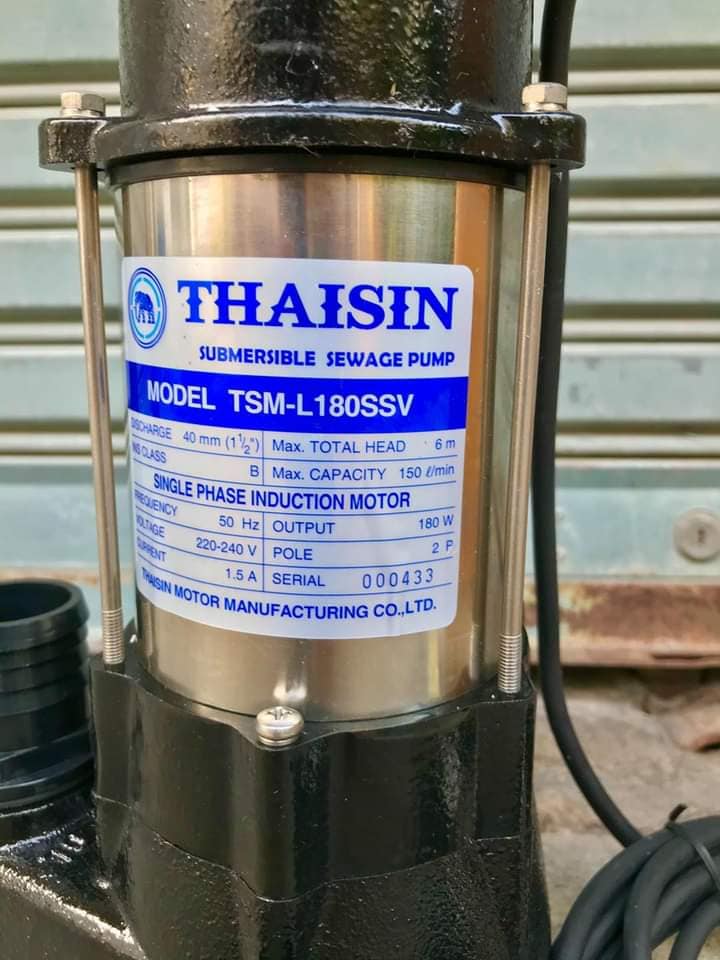 THAISIN
SUBMERSIBLE SEWAGE PUMP
MODEL TSM-L180SSV
DISCHARGE 40 mm (1 1/2") Max. TOTAL HEAD 6 m
INS CLASS B Max. CAPACITY 150 ℓ/min
SINGLE PHASE INDUCTION MOTOR
FREQUENCY 50 Hz OUTPUT 180 W
VOLTAGE 220-240 V POLE 2 P
CURRENT 1.5 A SERIAL 000433
THAISIN MOTOR MANUFACTURING CO.,LTD.